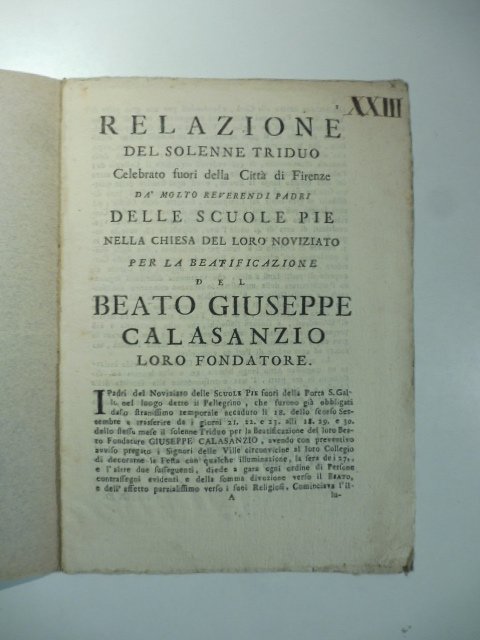 XXIII
RELAZIONE
DEL SOLENNE TRIDUO
Celebrato fuori della Città di Firenze
DA' MOLTO REVERENDI PADRI
DELLE SCUOLE PIE
NELLA CHIESA DEL LORO NOVIZIATO
PER LA BEATIFICAZIONE
DEL
BEATO GIUSEPPE
CALASANZIO
LORO FONDATORE.
I Padri del Noviziato delle SCUOLE PIE fuori della Porta S. Gal-
lo, nel luogo detto il Pellegrino, che furono già obbligati
dallo stranissimo temporale accaduto li 18. dello scorso Set-
tembre a trasferire da i giorni 21. 22. e 23. alli 28. 29. e 30.
dello stesso mese il solenne Triduo per la Beatificazione del loro Beato
Fondatore GIUSEPPE CALASANZIO, avendo con preventivo
avviso pregato i Signori delle Ville circonvicine al loro Collegio
di decorarne la Festa con qualche illuminazione, la sera de i 27.,
e l'altre due susseguenti, diede a gara ogni ordine di Persone
contrassegni evidenti e della somma divozione verso il BEATO,
e dell'affetto parzialissimo verso i suoi Religiosi. Cominciava l'il-
A lu-